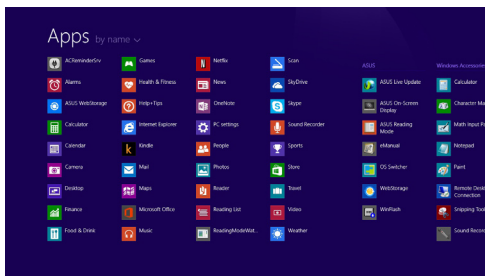 Apps by name
ACReminderSrv
Alarms
ASUS WebStorage
Calculator
Calendar
Camera
Desktop
Finance
Food & Drink
Games
Health & Fitness
Help+Tips
Internet Explorer
Kindle
Mail
Maps
Microsoft Office
Music
Netflix
News
OneNote
PC settings
People
Photos
Reader
Reading List
ReadingModeWat...
Scan
SkyDrive
Skype
Sound Recorder
Sports
Store
Travel
Video
Weather
ASUS
ASUS Live Update
ASUS On-Screen
Display
ASUS Reading
Mode
eManual
OS Switcher
WebStorage
WinFlash
Windows Accessorie
Calculator
Character Ma
Math Input P
Notepad
Paint
Remote Desk
Connection
Snipping Tool
Sound Recor